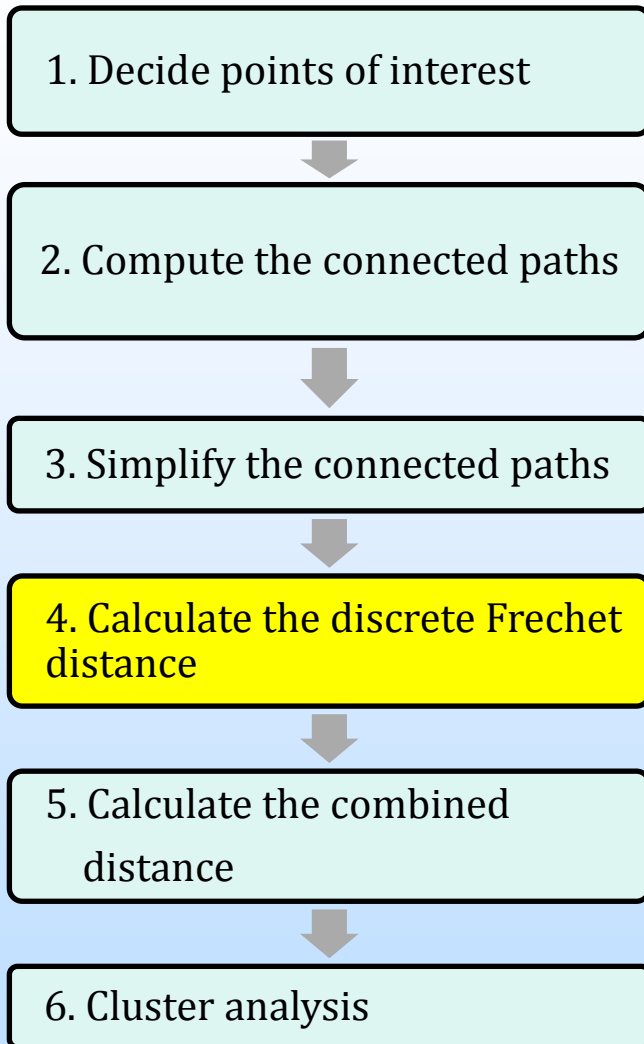 1. Decide points of interest
2. Compute the connected paths
3. Simplify the connected paths
4. Calculate the discrete Frechet
distance
5. Calculate the combined
distance
6. Cluster analysis